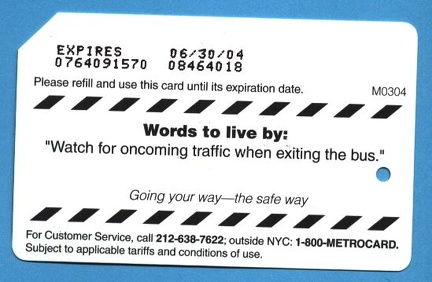 EXPIRES 06/30/04
0764091570 08464018
Please refill and use this card until its expiration date. M0304
Words to live by:
"Watch for oncoming traffic when exiting the bus."
Going your way—the safe way
For Customer Service, call 212-638-7622; outside NYC: 1-800-METROCARD.
Subject to applicable tariffs and conditions of use.